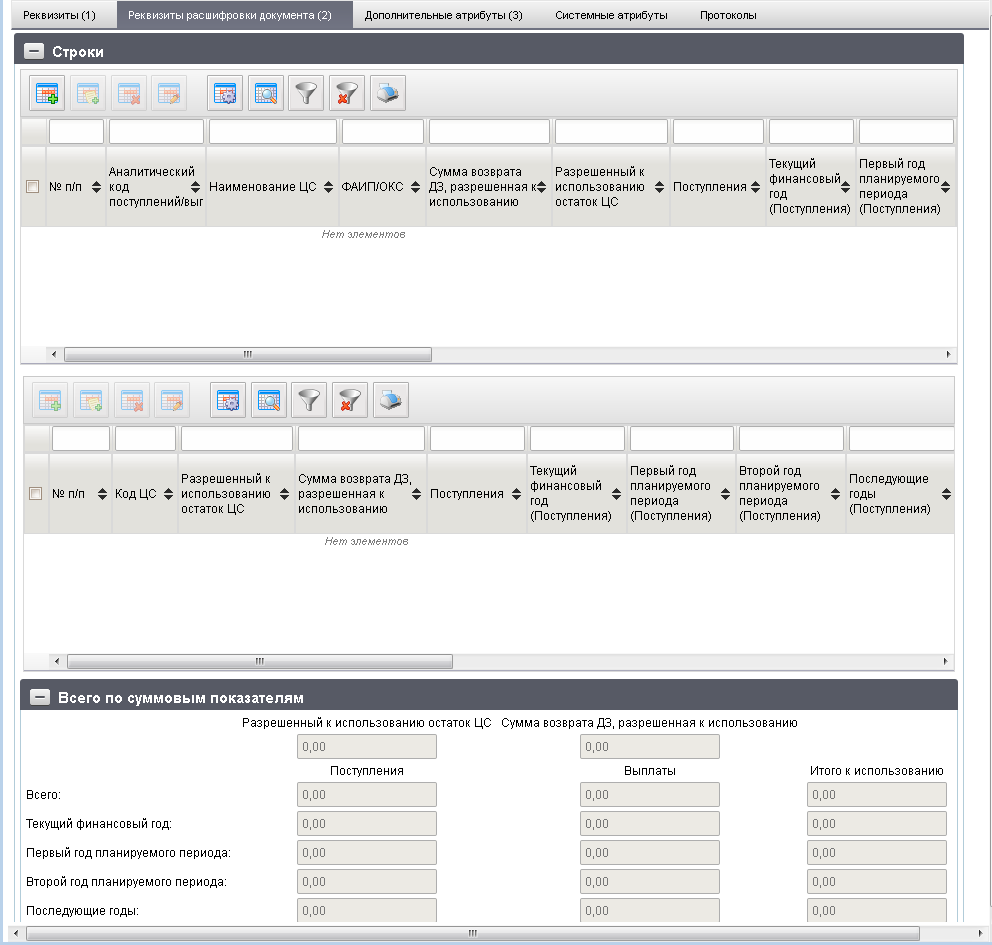 Реквизиты (1) Реквизиты расшифровки документа (2) Дополнительные атрибуты (3) Системные атрибуты Протоколы
Строки
№ п/п
Аналитический
код
поступлений/выг
Наименование ЦС
ФАИП/ОКС
Сумма возврата
ДЗ, разрешенная к
использованию
Разрешенный к
использованию
остаток ЦС
Поступления
Текущий
финансовый
год
(Поступления)
Первый год
планируемого
периода
(Поступления)
Нет элементов
№ п/п
Код ЦС
Разрешенный к
использованию
остаток ЦС
Сумма возврата ДЗ,
разрешенная к
использованию
Поступления
Текущий
финансовый
год
(Поступления)
Первый год
планируемого
периода
(Поступления)
Второй год
планируемого
периода
(Поступления)
Последующие
годы
(Поступления)
Нет элементов
Всего по суммовым показателям
Разрешенный к использованию остаток ЦС Сумма возврата ДЗ, разрешенная к использованию
0,00 0,00
Поступления Выплаты Итого к использованию
Всего: 0,00 0,00 0,00
Текущий финансовый год: 0,00 0,00 0,00
Первый год планируемого периода: 0,00 0,00 0,00
Второй год планируемого периода: 0,00 0,00 0,00
Последующие годы: 0,00 0,00 0,00